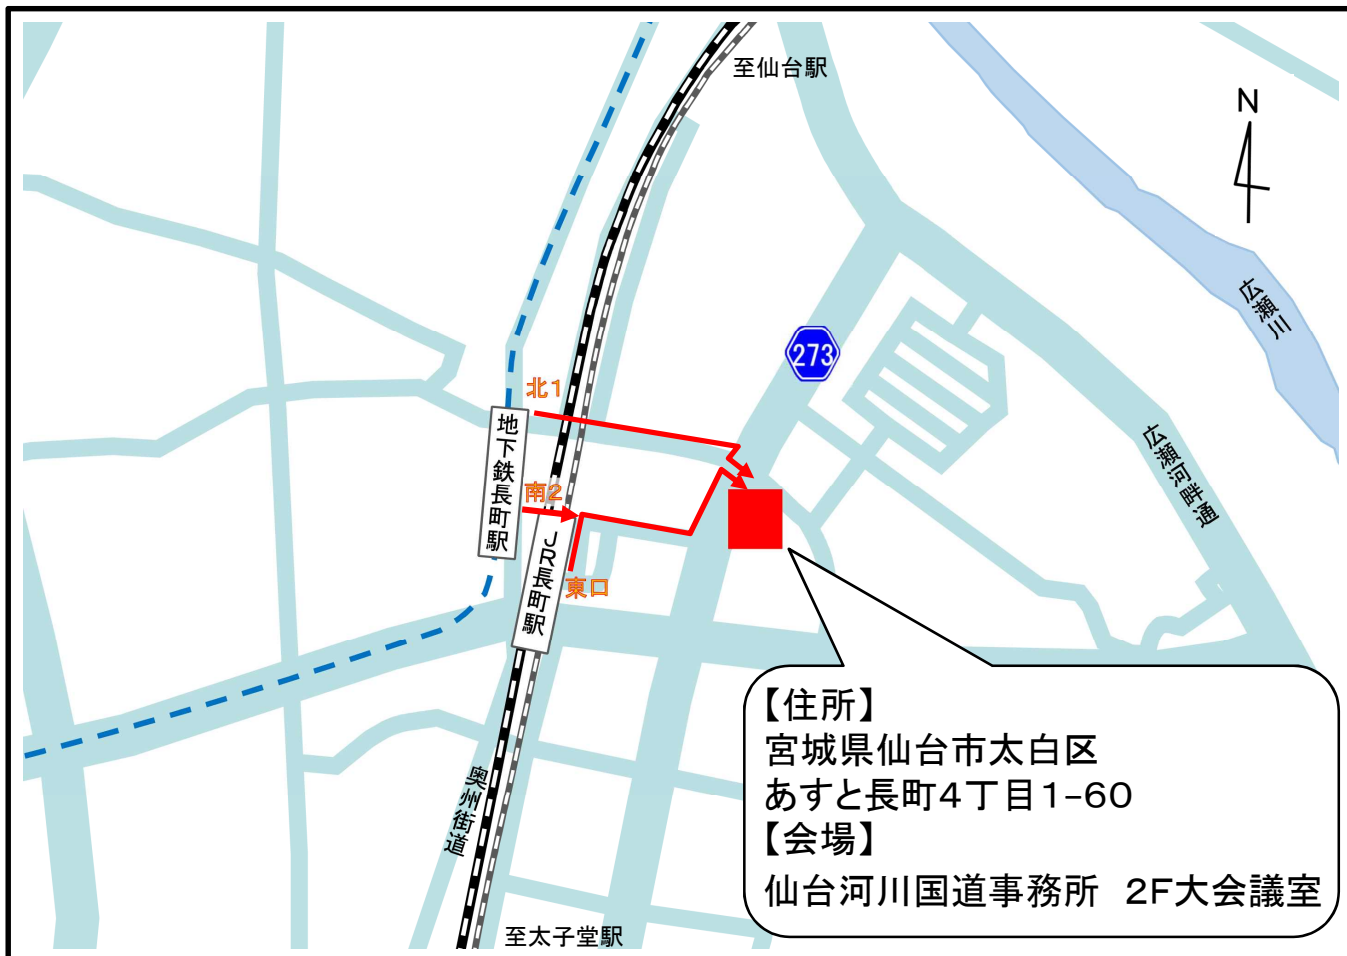 至仙台駅
N
広瀬川
273
北1
地下鉄長町駅
南2
広瀬河畔通
JR長町駅
東口
【住所】
宮城県仙台市太白区
あすと長町4丁目1-60
【会場】
仙台河川国道事務所 2F大会議室
奥州街道
至太子堂駅